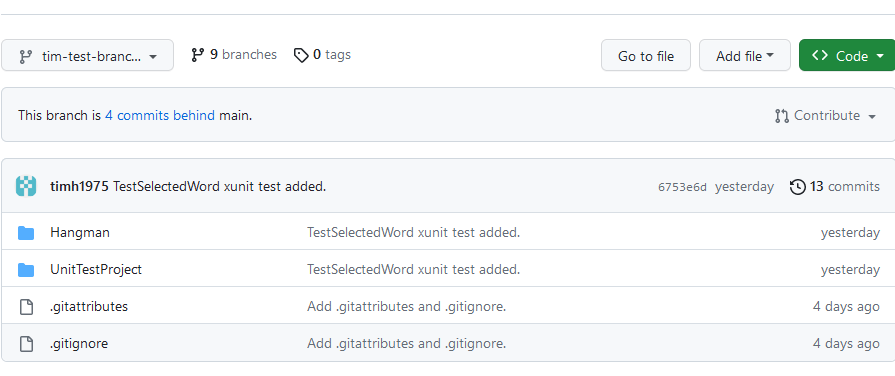 tim-test-branc... 9 branches 0 tags Go to file Add file Code
This branch is 4 commits behind main. Contribute
timh1975 TestSelectedWord xunit test added. 6753e6d yesterday 13 commits
Hangman TestSelectedWord xunit test added. yesterday
UnitTestProject TestSelectedWord xunit test added. yesterday
.gitattributes Add .gitattributes and .gitignore. 4 days ago
.gitignore Add .gitattributes and .gitignore. 4 days ago